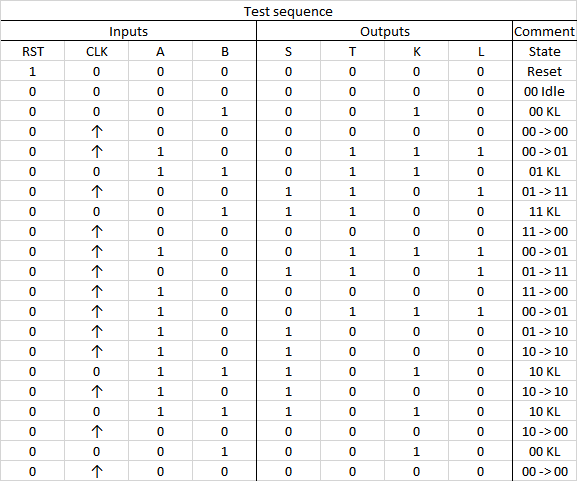 Test sequence
Inputs Outputs Comment
RST CLK A B S T K L State
1 0 0 0 0 0 0 0 Reset
0 0 0 0 0 0 0 0 00 Idle
0 0 0 1 0 0 1 0 00 KL
0 ↑ 0 0 0 0 0 0 00 -> 00
0 ↑ 1 0 0 1 1 1 00 -> 01
0 0 1 1 0 1 1 0 01 KL
0 ↑ 0 0 1 1 0 1 01 -> 11
0 0 0 1 1 1 0 0 11 KL
0 ↑ 0 0 0 0 0 0 11 -> 00
0 ↑ 1 0 0 1 1 1 00 -> 01
0 ↑ 0 0 1 1 0 1 01 -> 11
0 ↑ 1 0 0 0 0 0 11 -> 00
0 ↑ 1 0 0 1 1 1 00 -> 01
0 ↑ 1 0 1 0 0 0 01 -> 10
0 ↑ 1 0 1 0 0 0 10 -> 10
0 0 1 1 1 0 1 0 10 KL
0 ↑ 1 0 1 0 0 0 10 -> 10
0 0 1 1 1 0 1 0 10 KL
0 ↑ 0 0 0 0 0 0 10 -> 00
0 0 0 1 0 0 1 0 00 KL
0 ↑ 0 0 0 0 0 0 00 -> 00